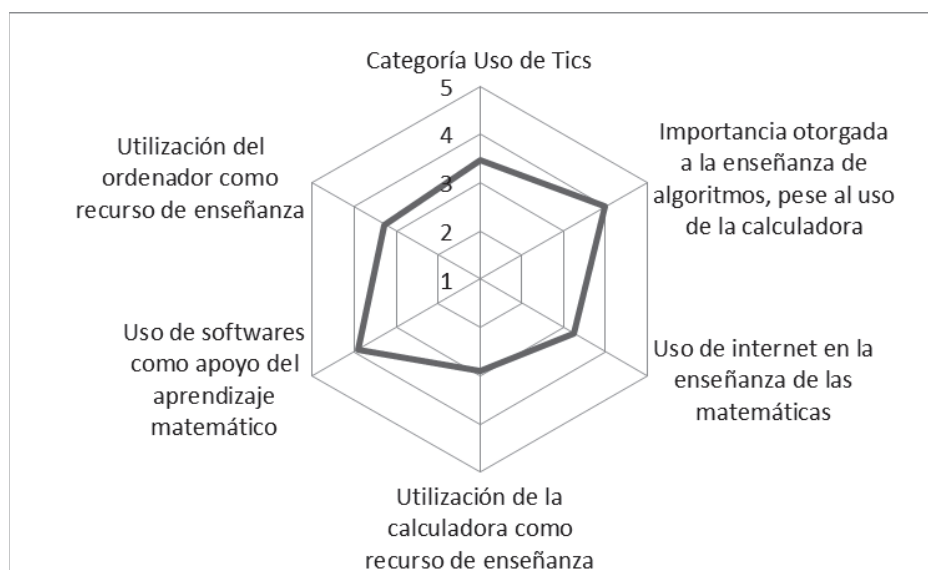 Categoría Uso de Tics
5
4
3
2
1
Importancia otorgada
a la enseñanza de
algoritmos, pese al uso
de la calculadora
Uso de internet en la
enseñanza de las
matemáticas
Utilización de la
calculadora como
recurso de enseñanza
Uso de softwares
como apoyo del
aprendizaje
matemático
Utilización del
ordenador como
recurso de enseñanza